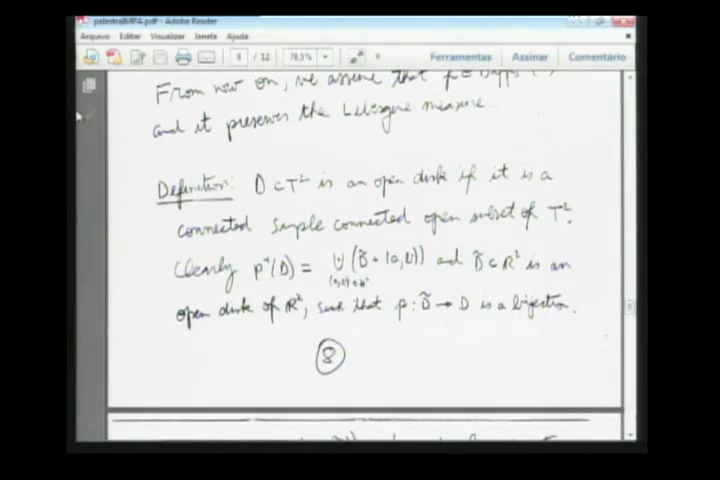 palestraIMPA.pdf - Adobe Reader
Arquivo Editar Visualizar Janela Ajuda
8 / 12 78,5% Ferramentas Assinar Comentário
From now on, we assume that f ∈
and it preserves the Lebesgue measure.
Definition: D ⊂ T² is an open disk if it is a
connected simple connected open subset of T².
Clearly p⁻¹(D) = ∪ (D̃ + (a,b)) and D̃ ⊂ R² is an
open disk of R², such that p: D̃ → D is a bijection.
8